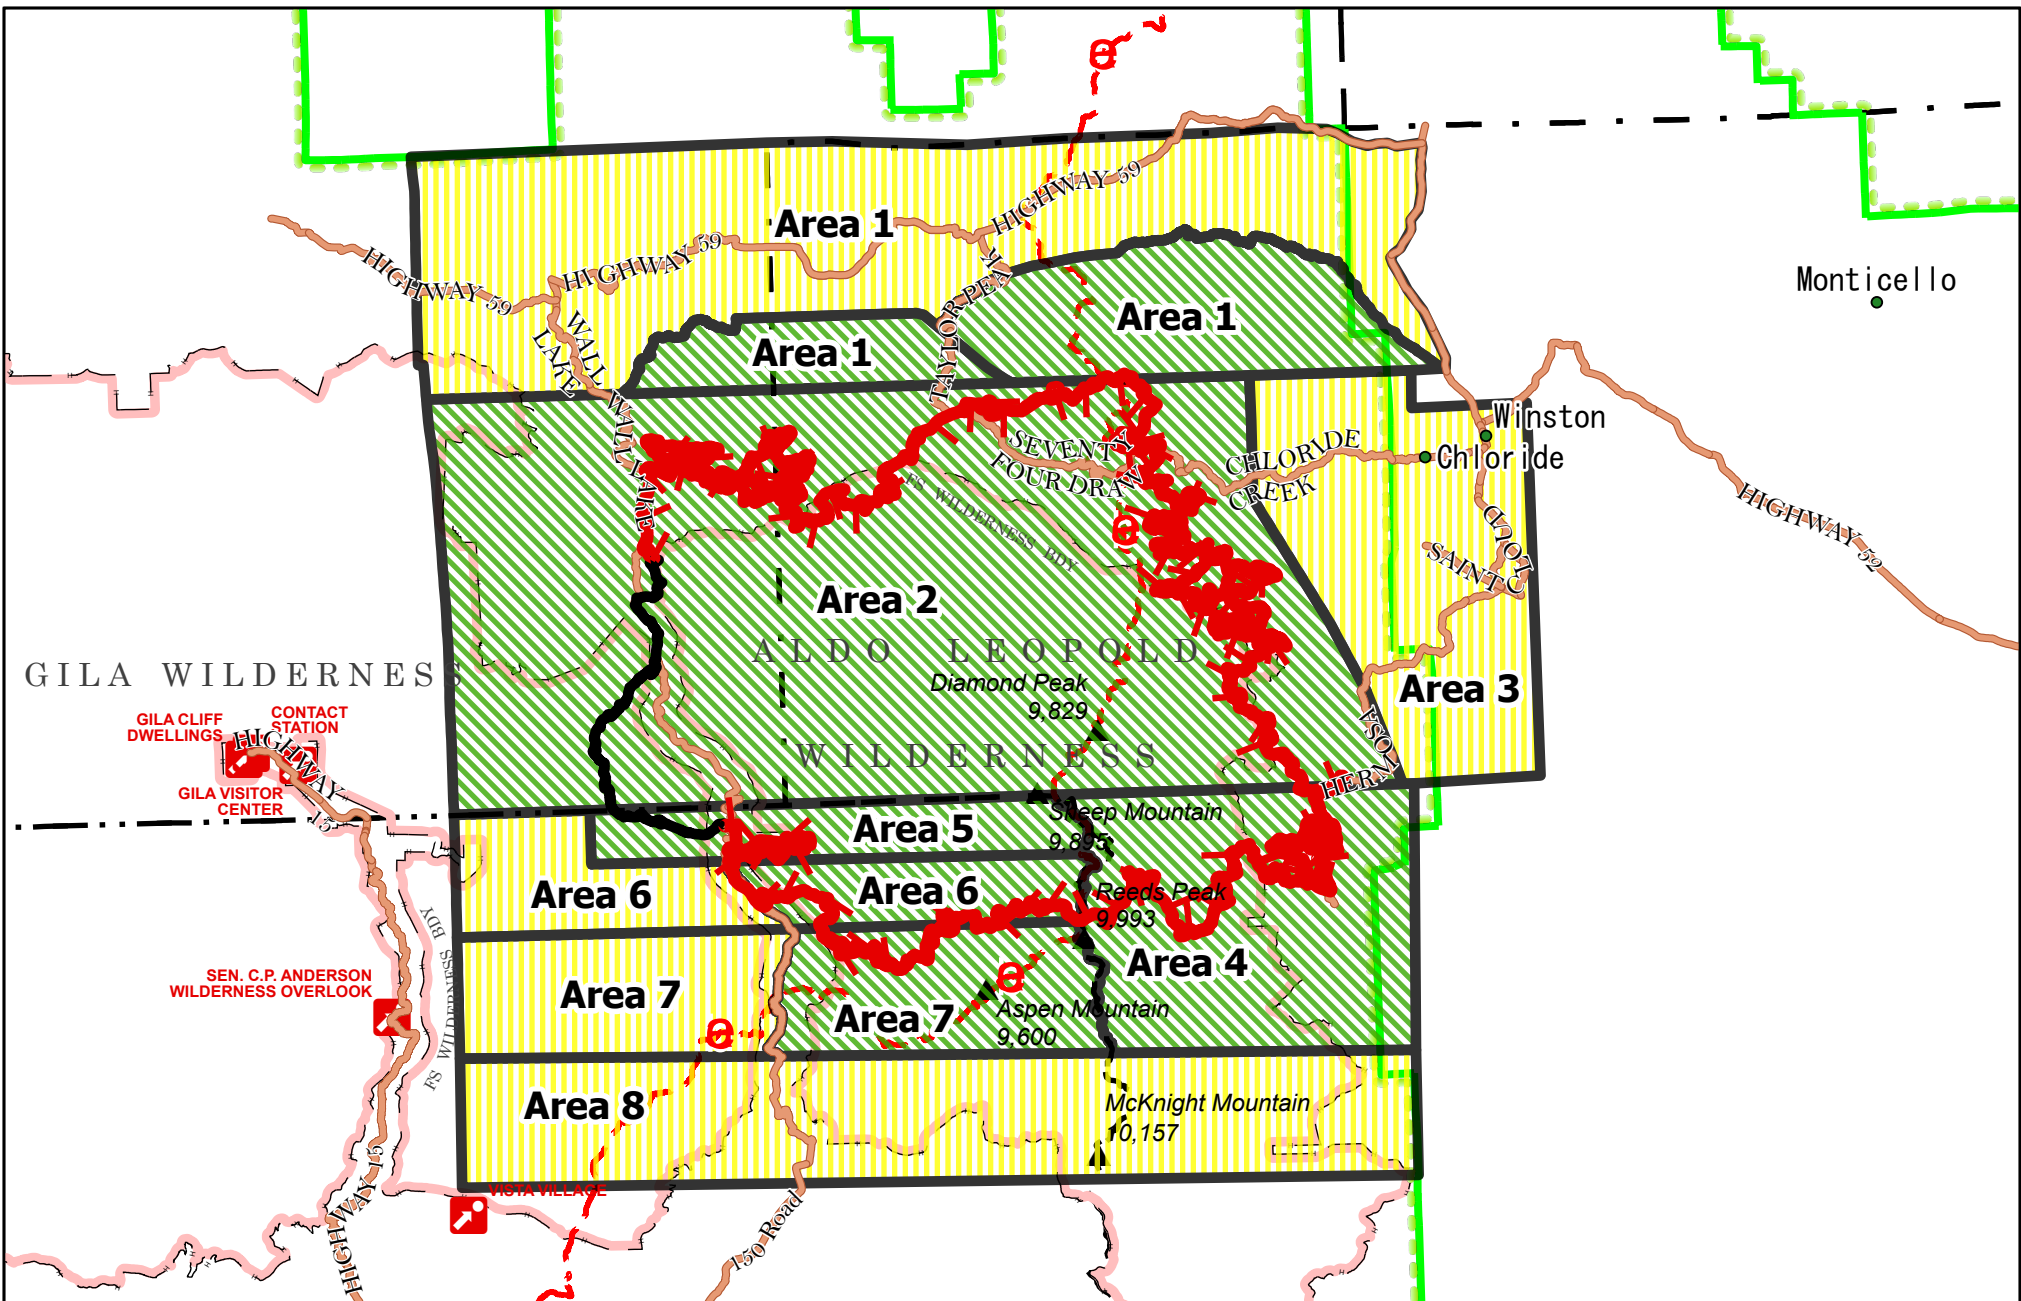 e
HIGHWAY 59
Area 1
HIGHWAY 59
HIGHWAY 59
Monticello
TAYLOR PEAK
Area 1
Area 1
WALL
LAKE
WALL LAKE
Winston
Chloride
SEVENTY
FOUR DRAW
CHLORIDE
CREEK
FS WILDERNESS BDY
e
HIGHWAY 52
SAINT CLOUD
Area 2
ALDO LEOPOLD
WILDERNESS
GILA WILDERNESS
Diamond Peak
9,829
Area 3
HERMOSA
GILA CLIFF
DWELLINGS
CONTACT
STATION
HIGHWAY
15
GILA VISITOR
CENTER
Sheep Mountain
9,895
Area 5
Area 6
Area 6
Reeds Peak
9,993
Area 4
FS WILDERNESS BDY
SEN. C.P. ANDERSON
WILDERNESS OVERLOOK
Area 7
e
Area 7
e
Aspen Mountain
9,600
Area 8
McKnight Mountain
10,157
VISTA VILLAGE
HIGHWAY 15
HIGH
150 Road